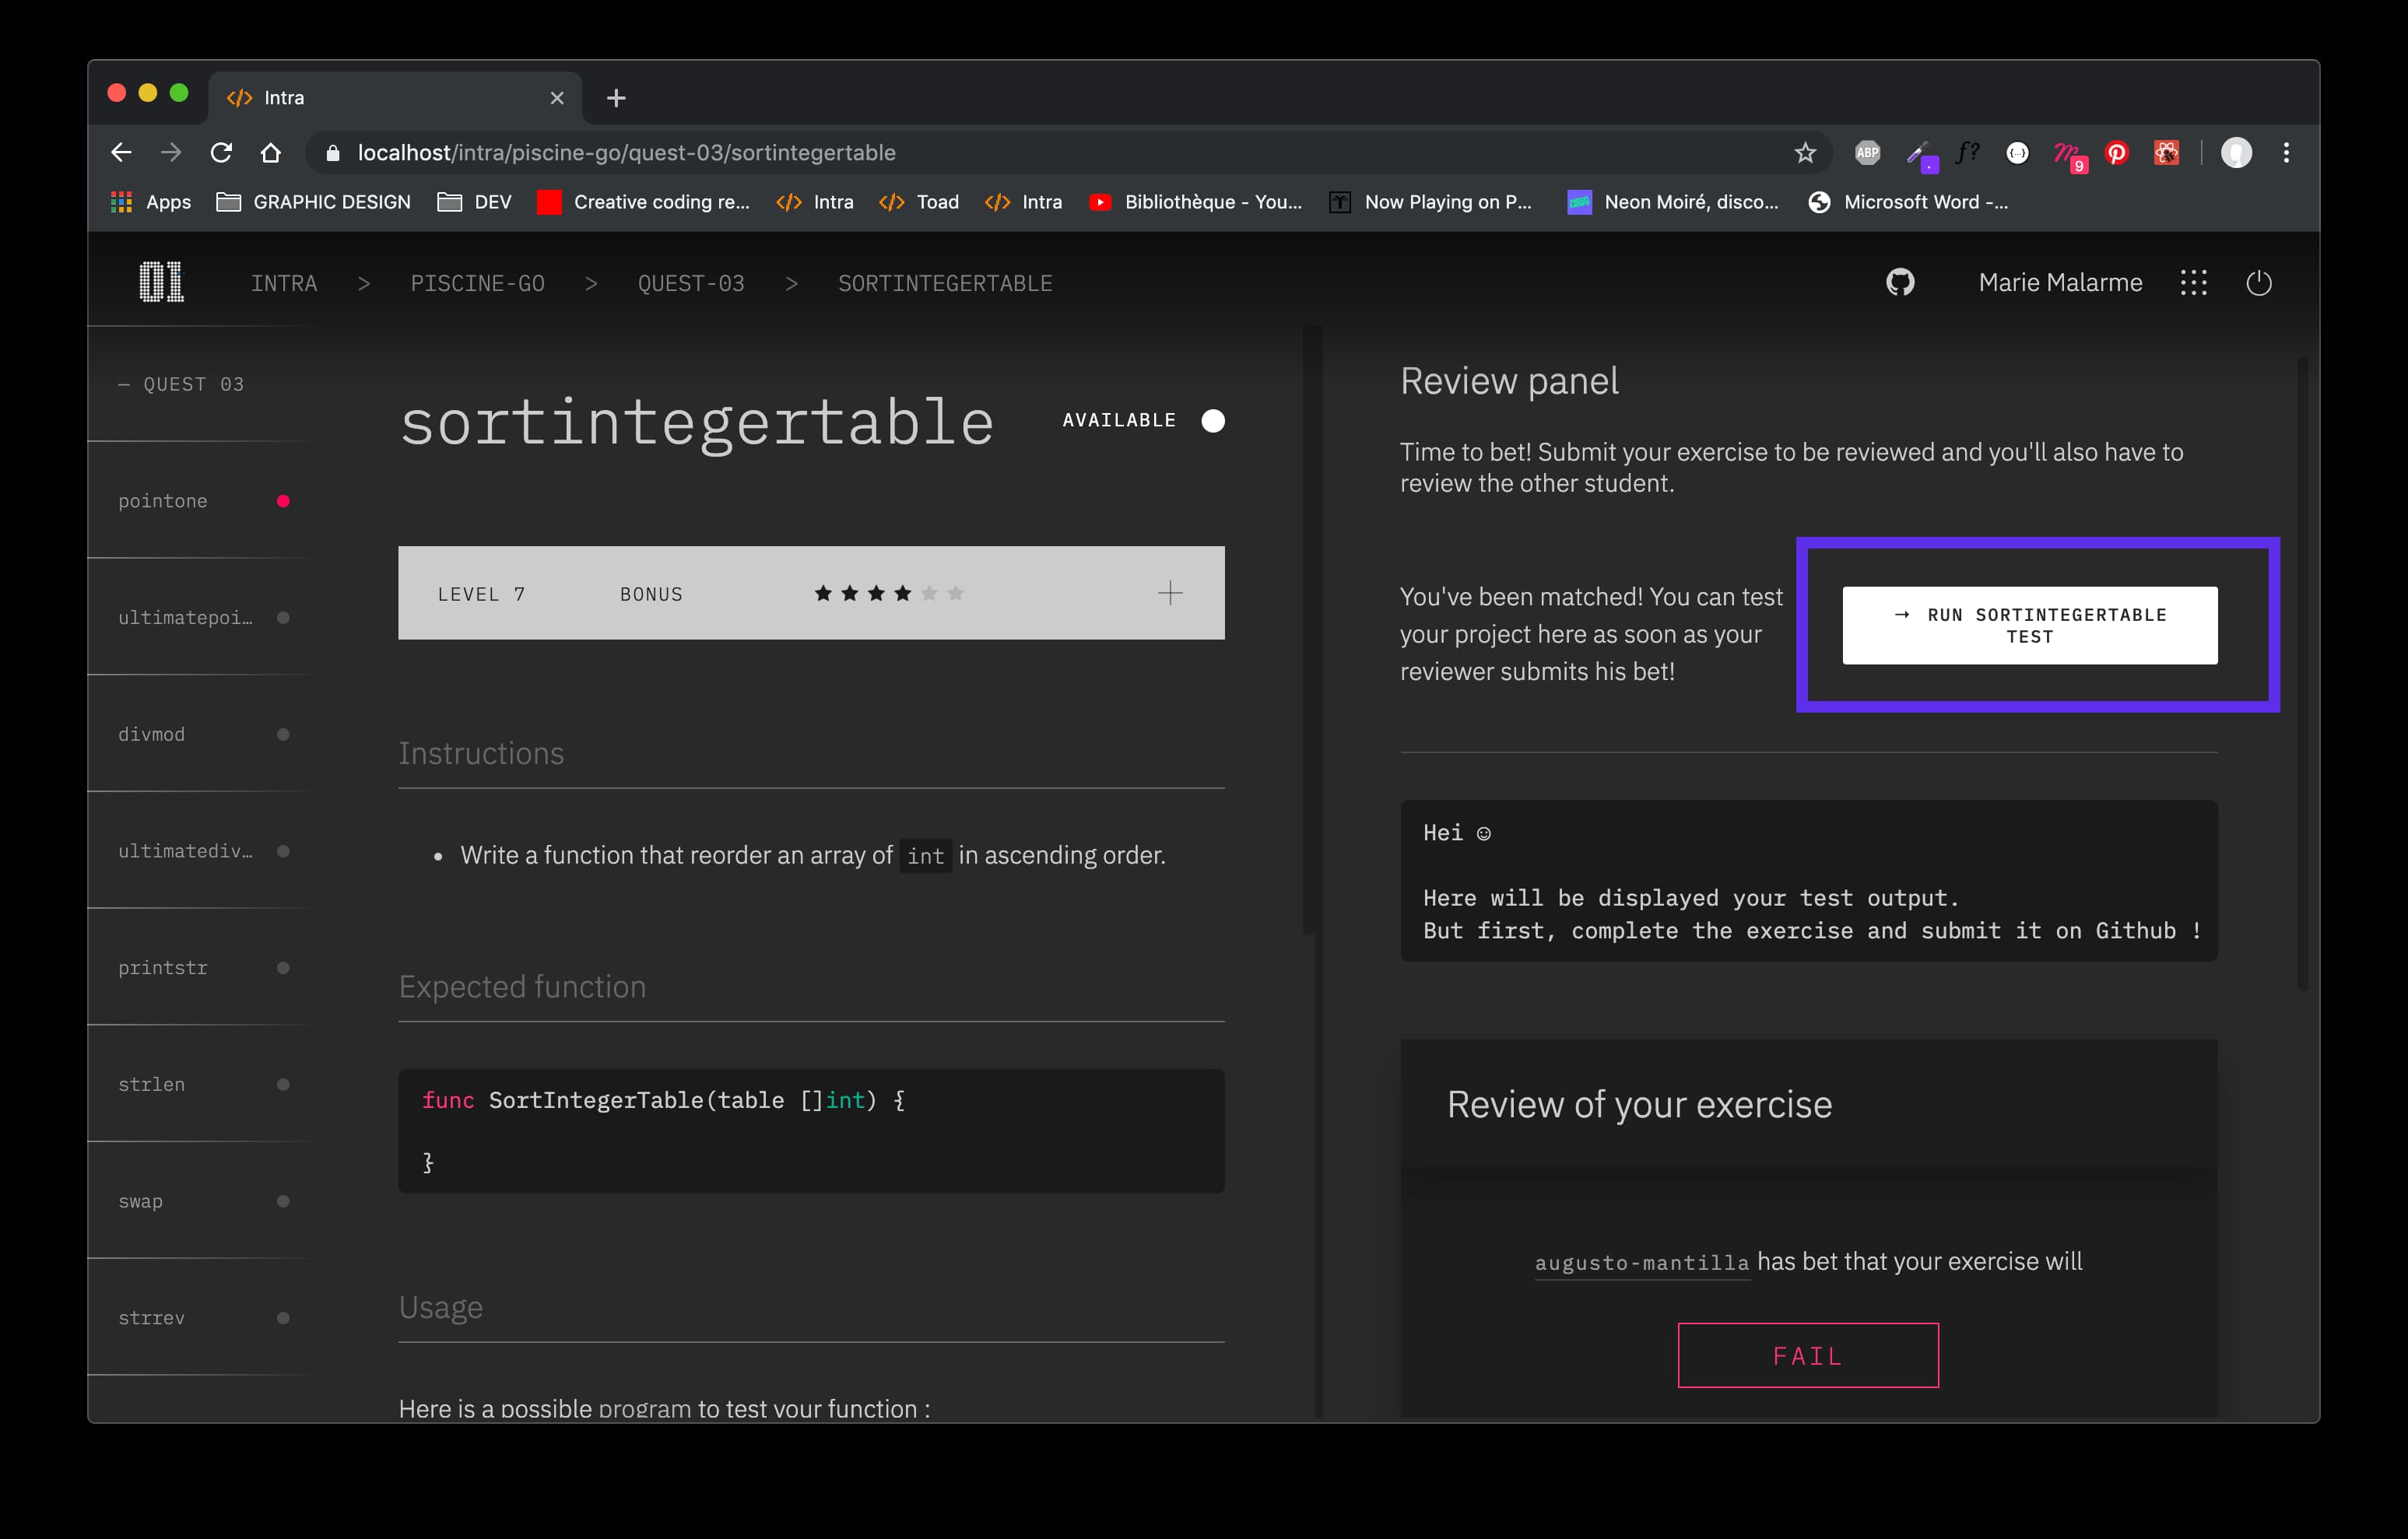 Intra
localhost/intra/piscine-go/quest-03/sortintegertable
ABP
f?
{...}
9
Apps
GRAPHIC DESIGN
DEV
Creative coding re...
Intra
Toad
Intra
Bibliothèque - You...
Now Playing on P...
Neon Moiré, disco...
Microsoft Word -...
01
INTRA > PISCINE-GO > QUEST-03 > SORTINTEGERTABLE
Marie Malarme
— QUEST 03
pointone
ultimatepoi…
divmod
ultimatediv…
printstr
strlen
swap
strrev
sortintegertable
AVAILABLE
LEVEL 7 BONUS ★★★★★★
Instructions
• Write a function that reorder an array of int in ascending order.
Expected function
func SortIntegerTable(table []int) {
}
Usage
Here is a possible program to test your function :
Review panel
Time to bet! Submit your exercise to be reviewed and you'll also have to
review the other student.
You've been matched! You can test
your project here as soon as your
reviewer submits his bet!
→ RUN SORTINTEGERTABLE
TEST
Hei ☺
Here will be displayed your test output.
But first, complete the exercise and submit it on Github !
Review of your exercise
augusto-mantilla has bet that your exercise will
FAIL